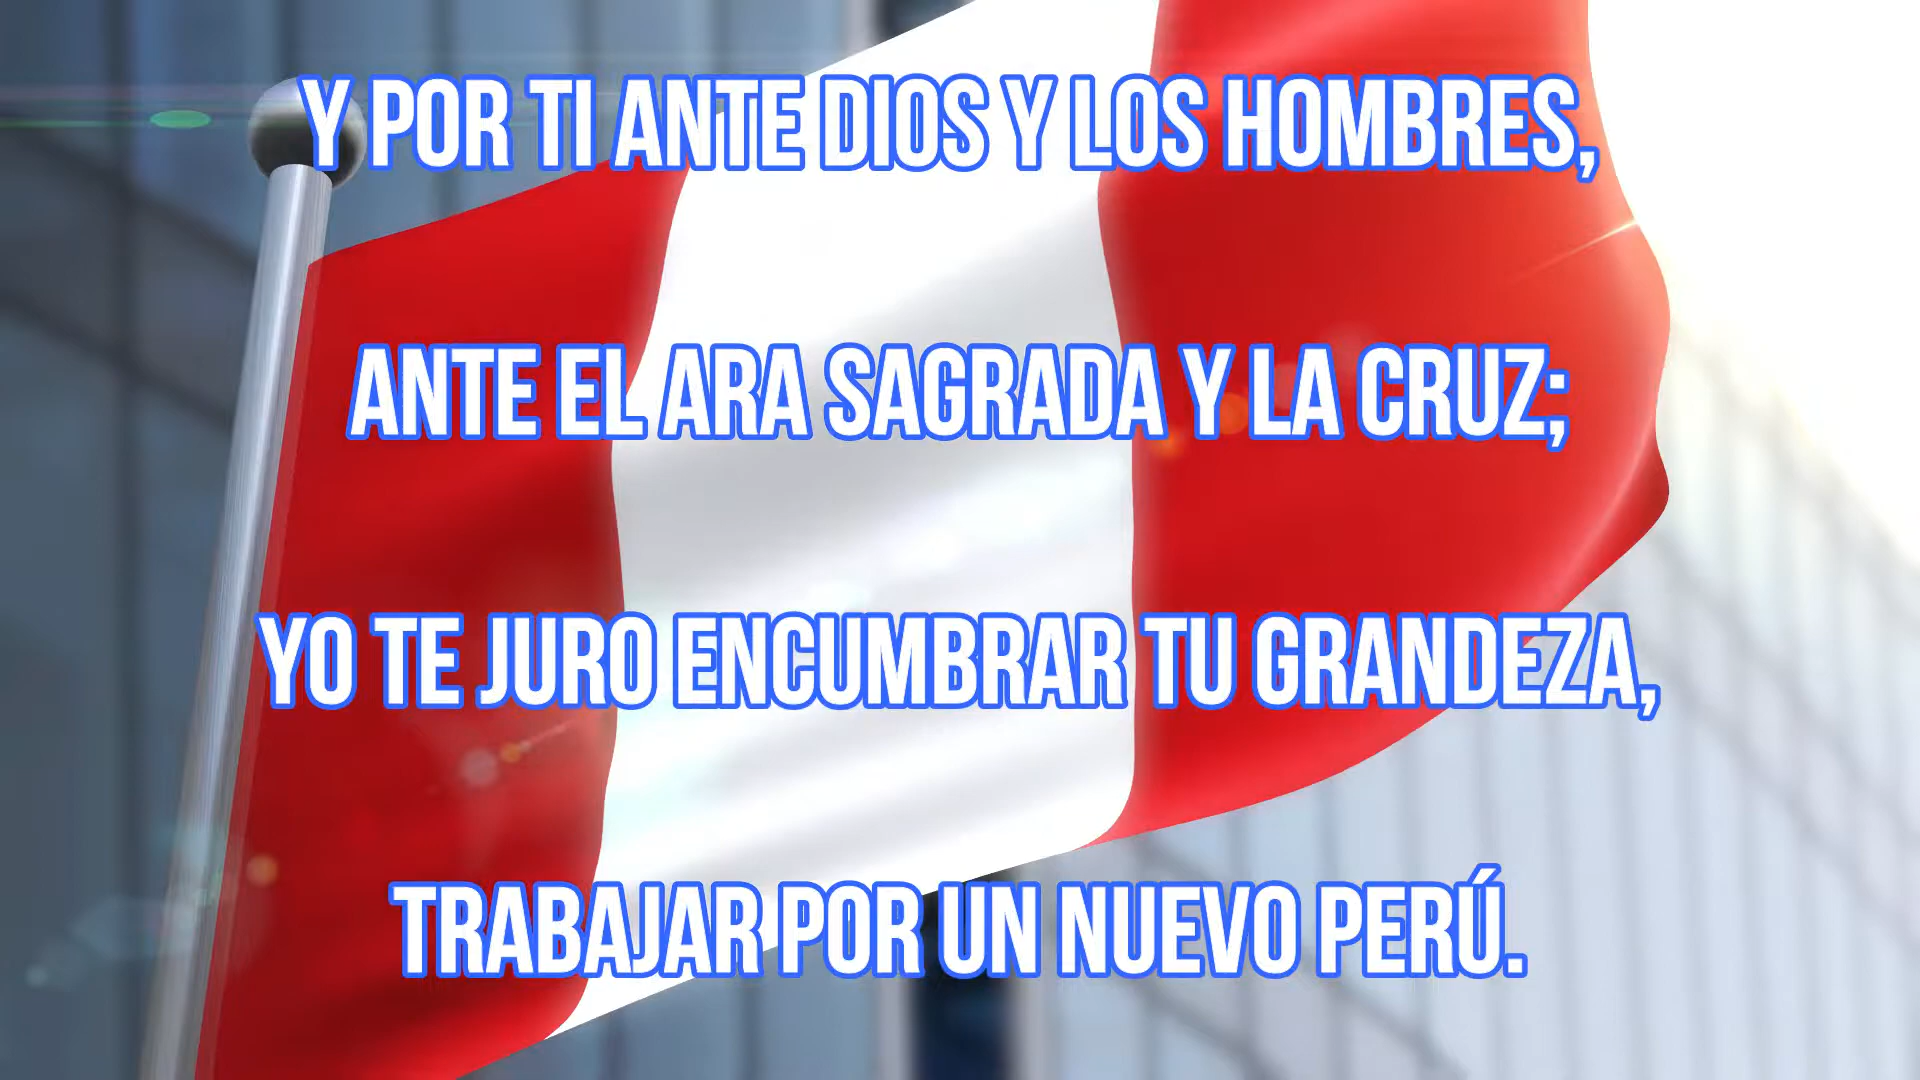 Y POR TI ANTE DIOS Y LOS HOMBRES,
ANTE EL ARA SAGRADA Y LA CRUZ;
YO TE JURO ENCUMBRAR TU GRANDEZA,
TRABAJAR POR UN NUEVO PERÚ.